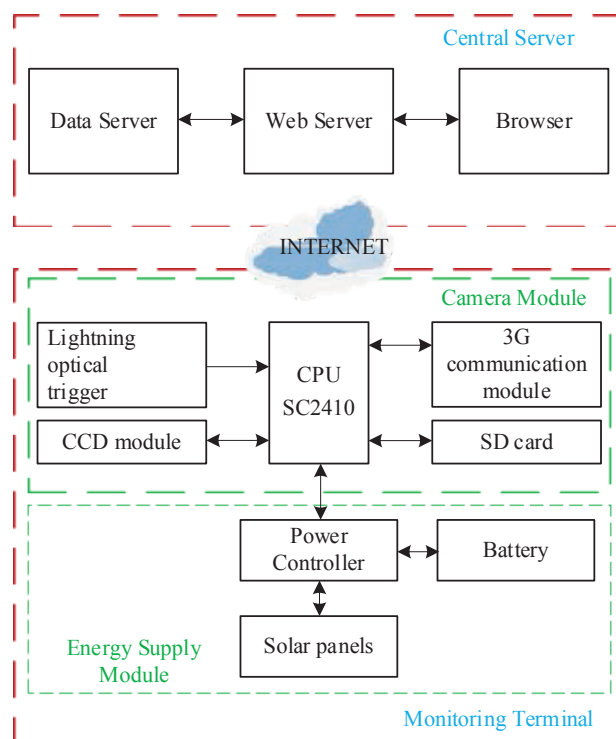 Central Server
Data Server
Web Server
Browser
INTERNET
Camera Module
Lightning
optical
trigger
CPU
SC2410
3G
communication
module
CCD module
SD card
Power
Controller
Battery
Solar panels
Energy Supply
Module
Monitoring Terminal